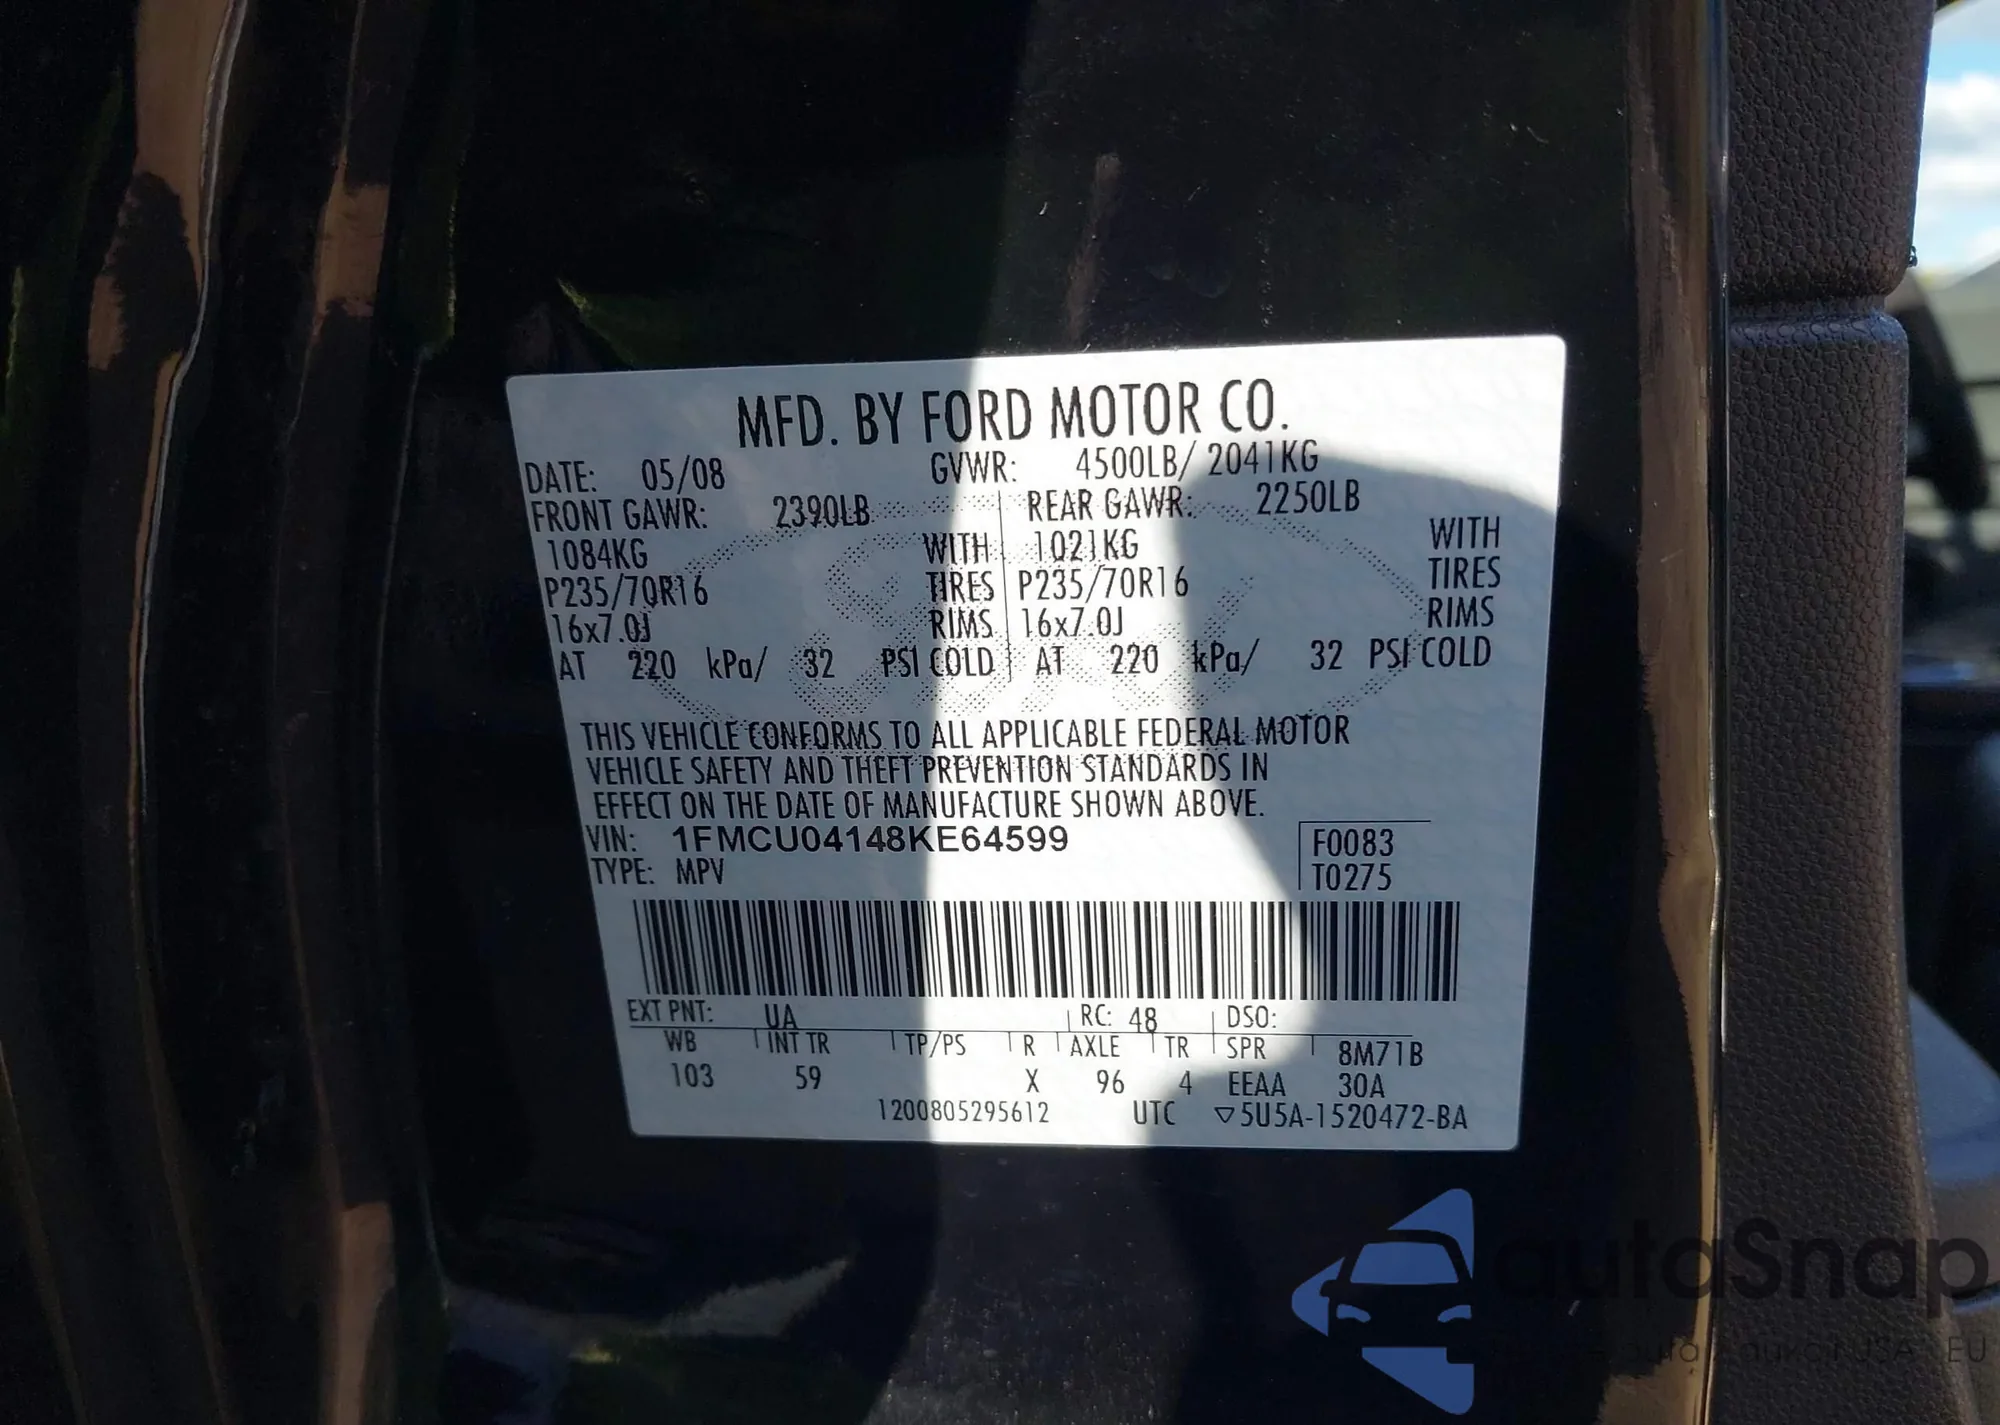 MFD. BY FORD MOTOR CO.
DATE: 05/08 GVWR: 4500LB/ 2041KG
FRONT GAWR: 2390LB REAR GAWR: 2250LB
1084KG WITH 1021KG WITH
P235/70R16 TIRES P235/70R16 TIRES
16x7.0J RIMS 16x7.0J RIMS
AT 220 kPa/ 32 PSI COLD AT 220 kPa/ 32 PSI COLD
THIS VEHICLE CONFORMS TO ALL APPLICABLE FEDERAL MOTOR
VEHICLE SAFETY AND THEFT PREVENTION STANDARDS IN
EFFECT ON THE DATE OF MANUFACTURE SHOWN ABOVE.
VIN: 1FMCU04148KE64599 F0083
TYPE: MPV T0275
EXT PNT: UA RC: 48 DSO:
WB INT TR TP/PS R AXLE TR SPR 8M71B
103 59 X 96 4 EEAA 30A
1200805295612 UTC ▽5U5A-1520472-BA
autoSnap
USA EU